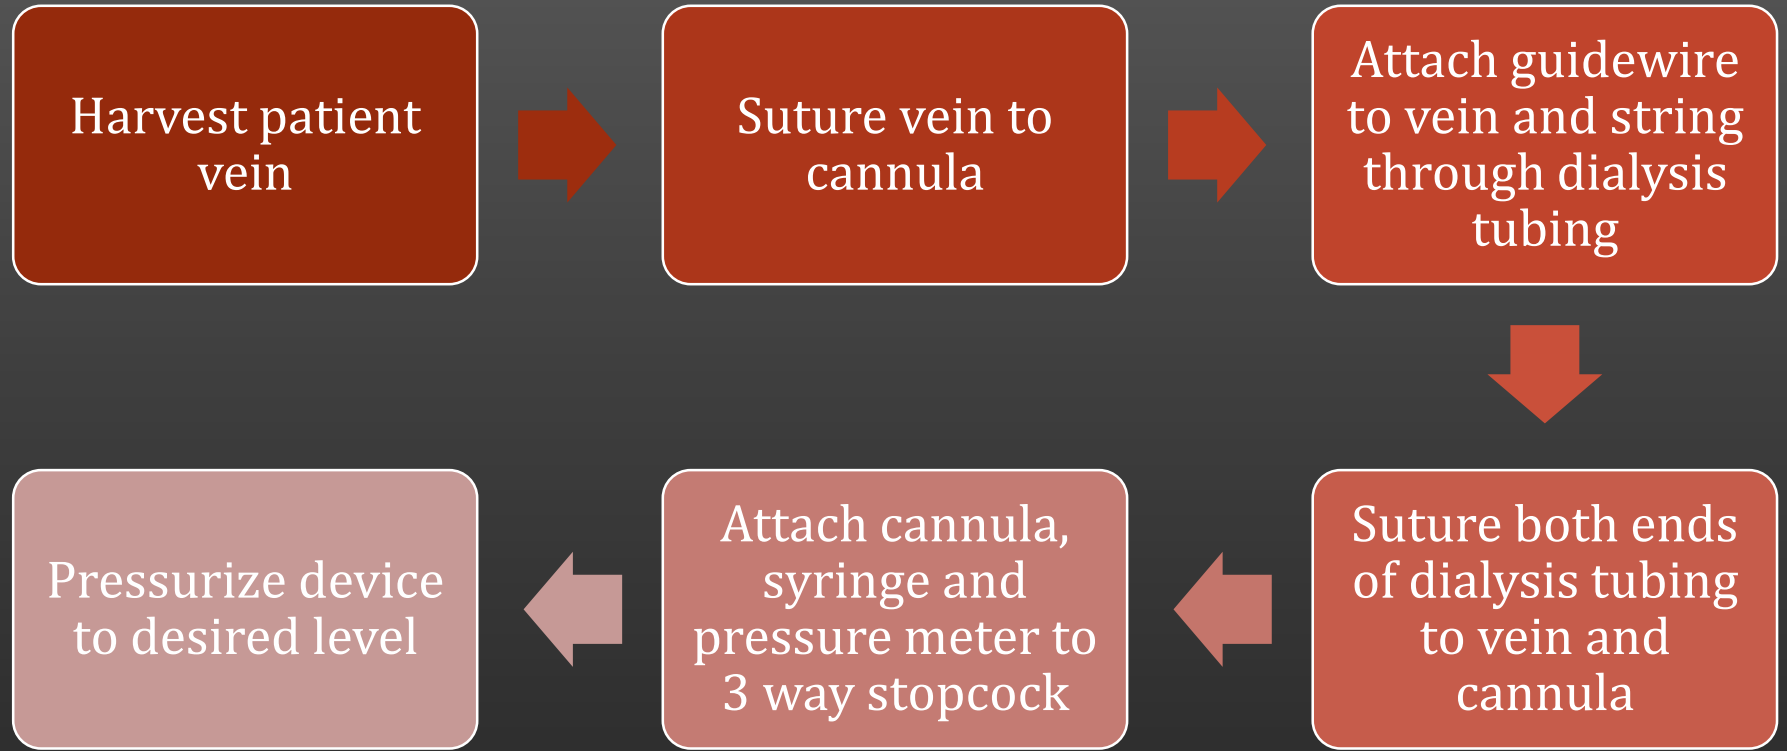 Harvest patient
vein
Suture vein to
cannula
Attach guidewire
to vein and string
through dialysis
tubing
Suture both ends
of dialysis tubing
to vein and
cannula
Attach cannula,
syringe and
pressure meter to
3 way stopcock
Pressurize device
to desired level